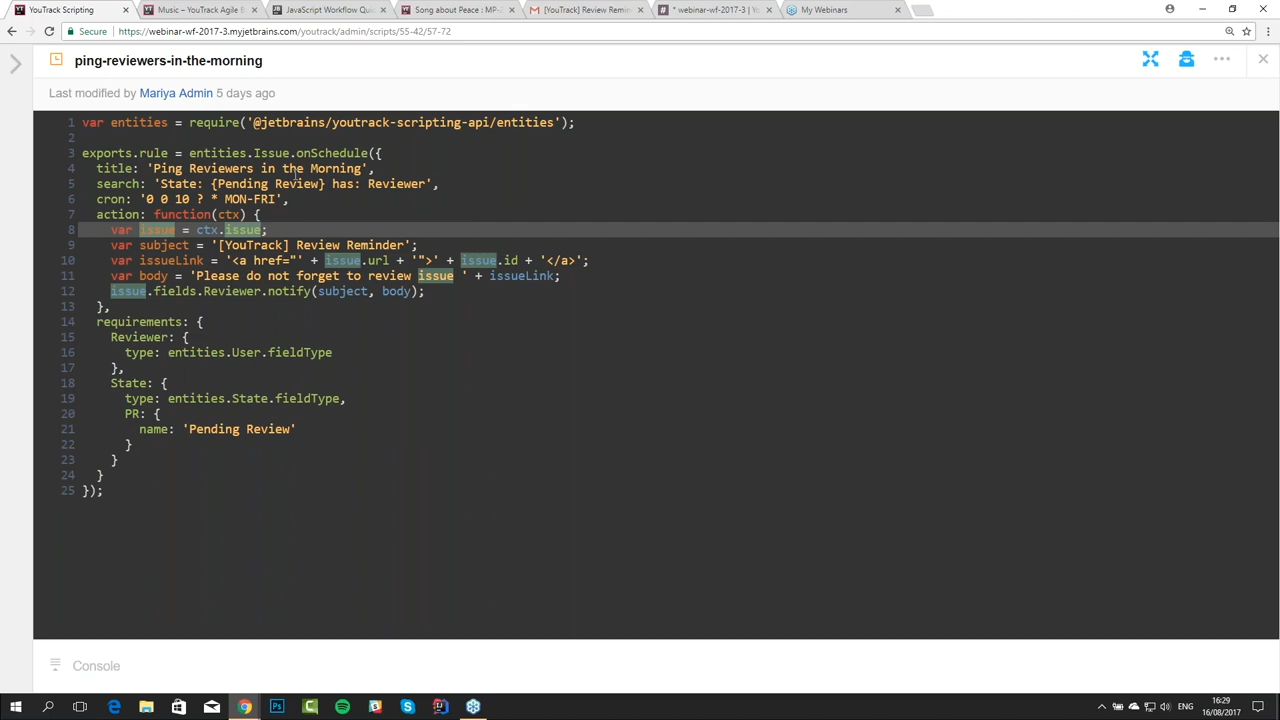 YouTrack Scripting
Music – YouTrack Agile B
JavaScript Workflow Quic
Song about Peace : MP-2
[YouTrack] Review Remin
* webinar-wf-2017-3 | Yo
My Webinars
Secure
https://webinar-wf-2017-3.myjetbrains.com/youtrack/admin/scripts/55-42/57-72
ping-reviewers-in-the-morning
Last modified by Mariya Admin 5 days ago
1 var entities = require('@jetbrains/youtrack-scripting-api/entities');
2
3 exports.rule = entities.Issue.onSchedule({
4 title: 'Ping Reviewers in the Morning',
5 search: 'State: {Pending Review} has: Reviewer',
6 cron: '0 0 10 ? * MON-FRI',
7 action: function(ctx) {
8 var issue = ctx.issue;
9 var subject = '[YouTrack] Review Reminder';
10 var issueLink = '<a href="' + issue.url + '">' + issue.id + '</a>';
11 var body = 'Please do not forget to review issue ' + issueLink;
12 issue.fields.Reviewer.notify(subject, body);
13 },
14 requirements: {
15 Reviewer: {
16 type: entities.User.fieldType
17 },
18 State: {
19 type: entities.State.fieldType,
20 PR: {
21 name: 'Pending Review'
22 }
23 }
24 }
25 });
Console
ENG
16:29
16/08/2017